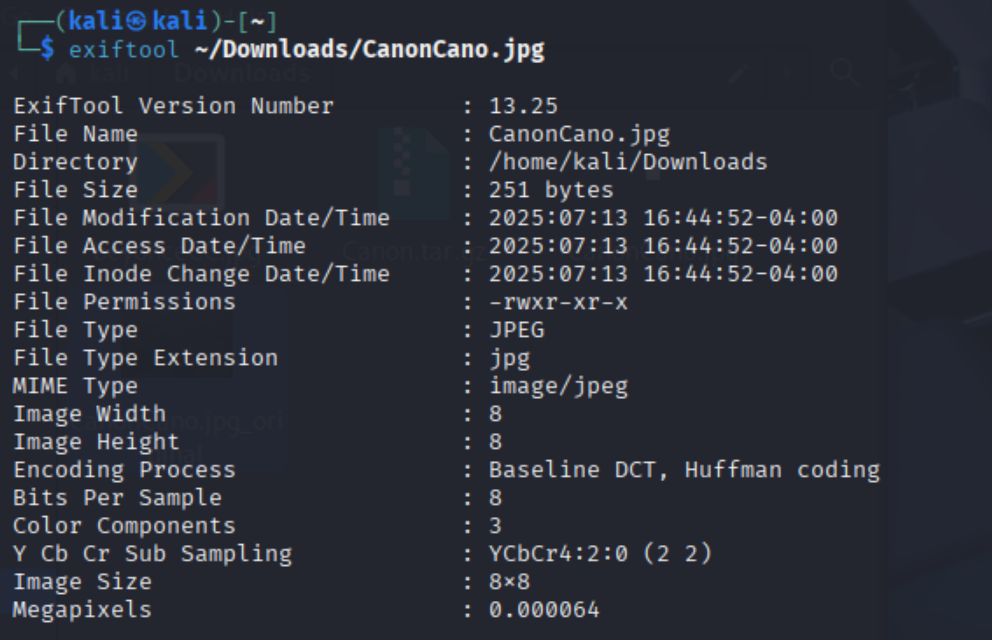 ┌──(kali㉿kali)-[~]
└─$ exiftool ~/Downloads/CanonCano.jpg
ExifTool Version Number : 13.25
File Name : CanonCano.jpg
Directory : /home/kali/Downloads
File Size : 251 bytes
File Modification Date/Time : 2025:07:13 16:44:52-04:00
File Access Date/Time : 2025:07:13 16:44:52-04:00
File Inode Change Date/Time : 2025:07:13 16:44:52-04:00
File Permissions : -rwxr-xr-x
File Type : JPEG
File Type Extension : jpg
MIME Type : image/jpeg
Image Width : 8
Image Height : 8
Encoding Process : Baseline DCT, Huffman coding
Bits Per Sample : 8
Color Components : 3
Y Cb Cr Sub Sampling : YCbCr4:2:0 (2 2)
Image Size : 8×8
Megapixels : 0.000064